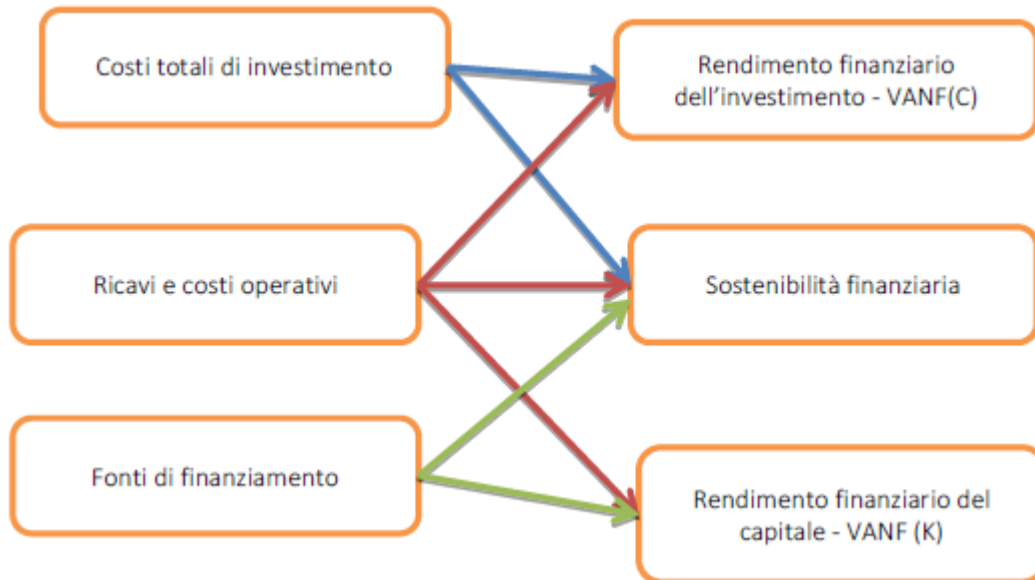 Costi totali di investimento
Rendimento finanziario
dell'investimento - VANF(C)
Ricavi e costi operativi
Sostenibilità finanziaria
Fonti di finanziamento
Rendimento finanziario del
capitale - VANF (K)